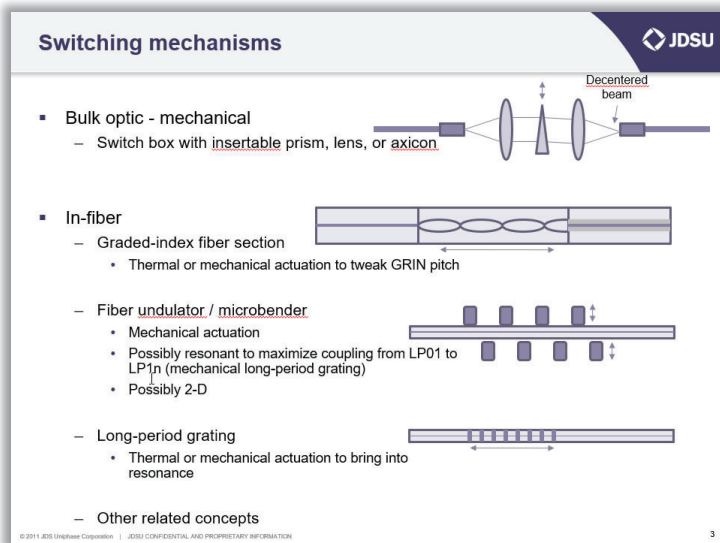 Switching mechanisms
JDSU
Decentered
beam
▪ Bulk optic - mechanical
– Switch box with insertable prism, lens, or axicon
▪ In-fiber
– Graded-index fiber section
• Thermal or mechanical actuation to tweak GRIN pitch
– Fiber undulator / microbender
• Mechanical actuation
• Possibly resonant to maximize coupling from LP01 to
LP1n (mechanical long-period grating)
• Possibly 2-D
– Long-period grating
• Thermal or mechanical actuation to bring into
resonance
– Other related concepts
© 2011 JDS Uniphase Corporation | JDSU CONFIDENTIAL AND PROPRIETARY INFORMATION
3